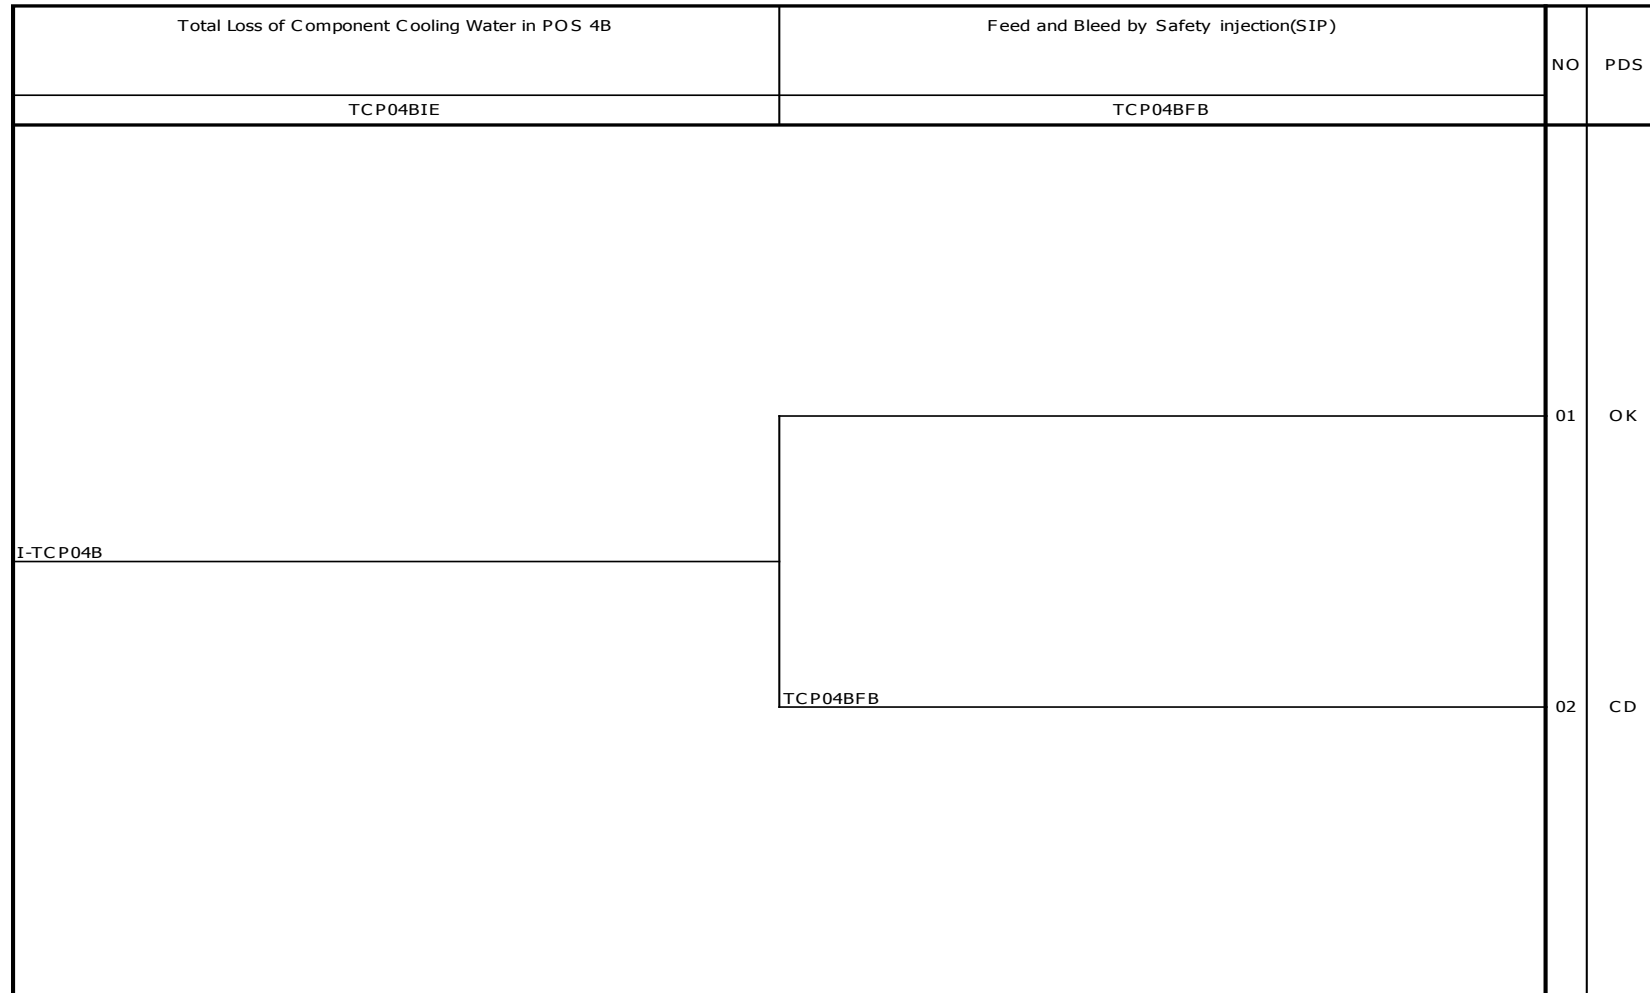 Total Loss of Component Cooling Water in POS 4B
Feed and Bleed by Safety injection(SIP)
NO
PDS
TCP04BIE
TCP04BFB
01
OK
I-TCP04B
TCP04BFB
02
CD